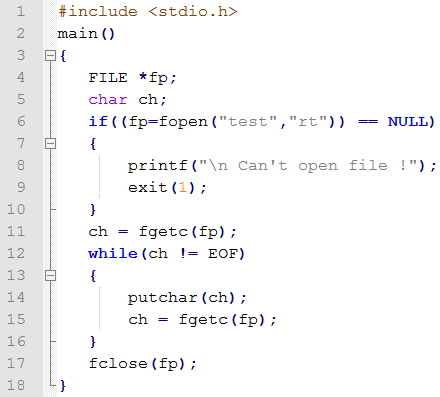 1 #include <stdio.h>
2 main()
3 {
4 FILE *fp;
5 char ch;
6 if((fp=fopen("test","rt")) == NULL)
7 {
8 printf("\n Can't open file !");
9 exit(1);
10 }
11 ch = fgetc(fp);
12 while(ch != EOF)
13 {
14 putchar(ch);
15 ch = fgetc(fp);
16 }
17 fclose(fp);
18 }